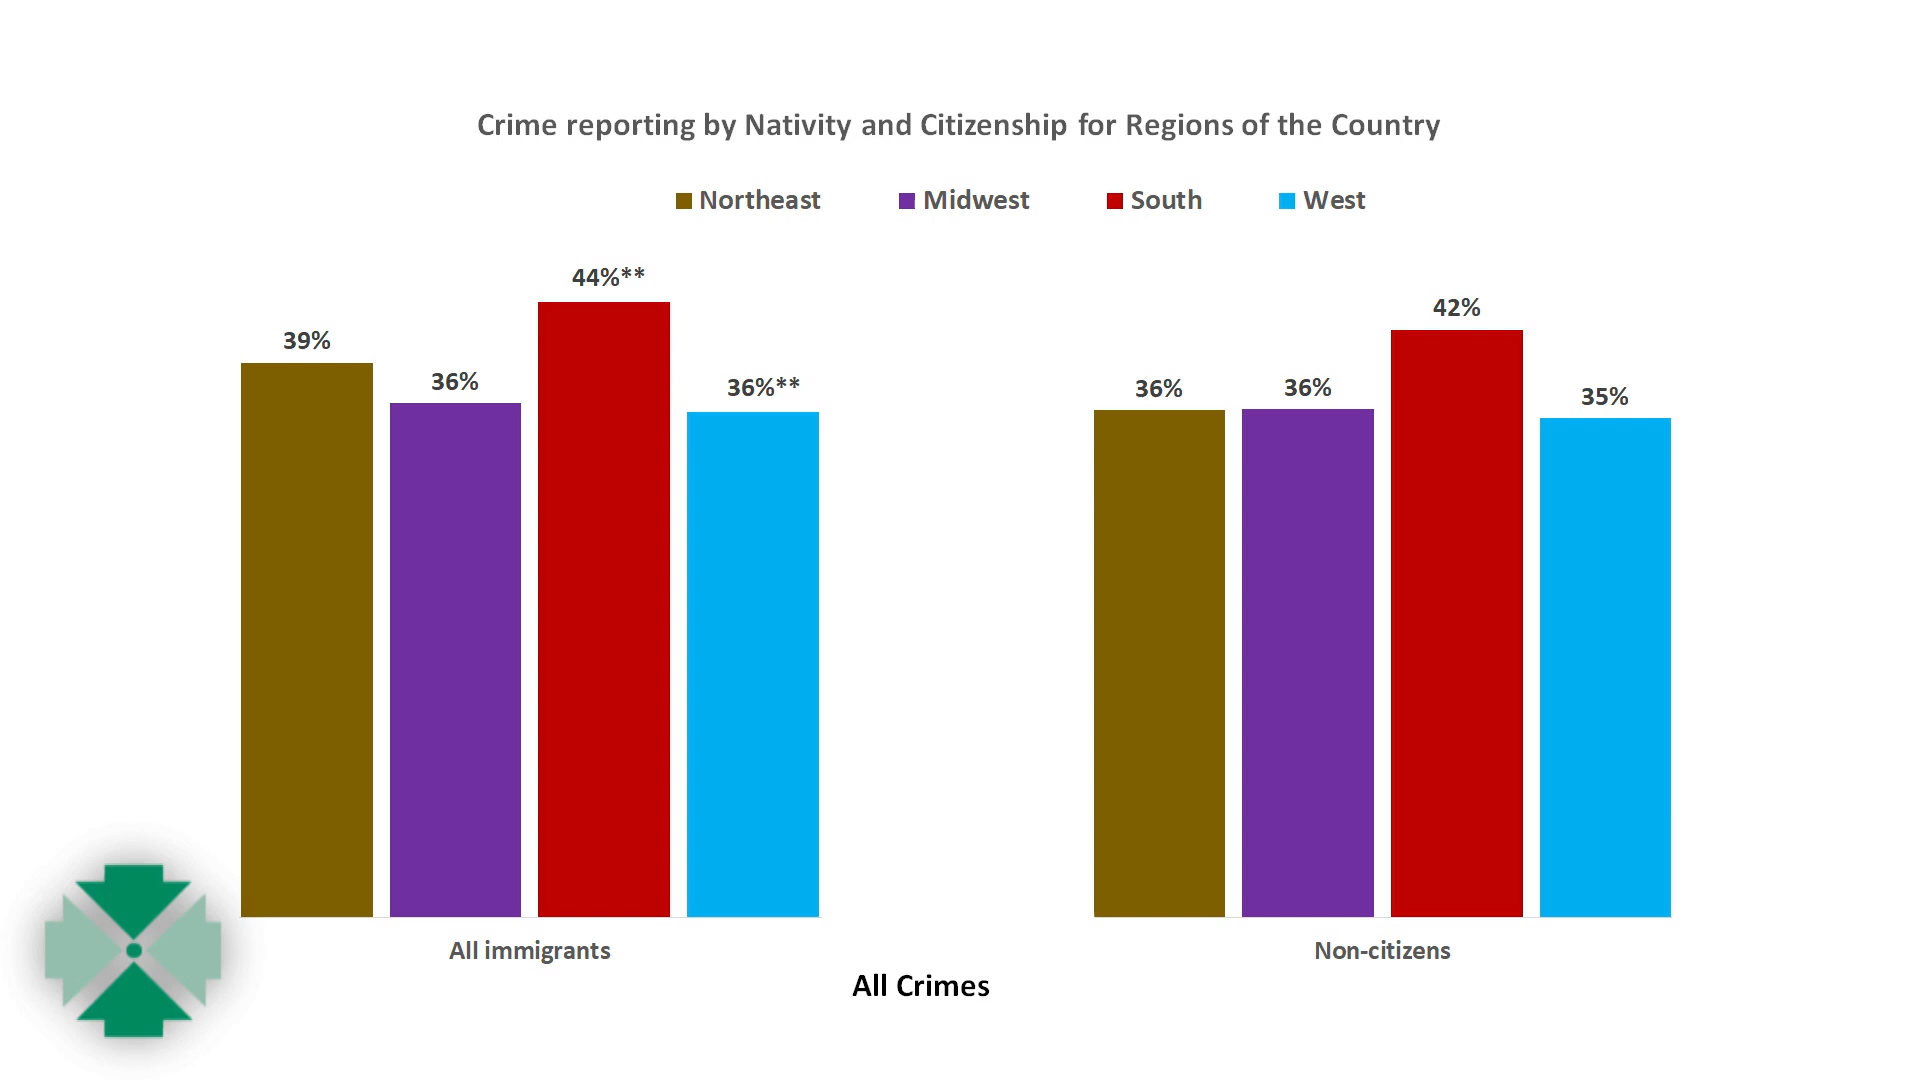 Crime reporting by Nativity and Citizenship for Regions of the Country
Northeast Midwest South West
44%**
42%
39%
36%
36%**
36%
36%
35%
All immigrants
Non-citizens
All Crimes